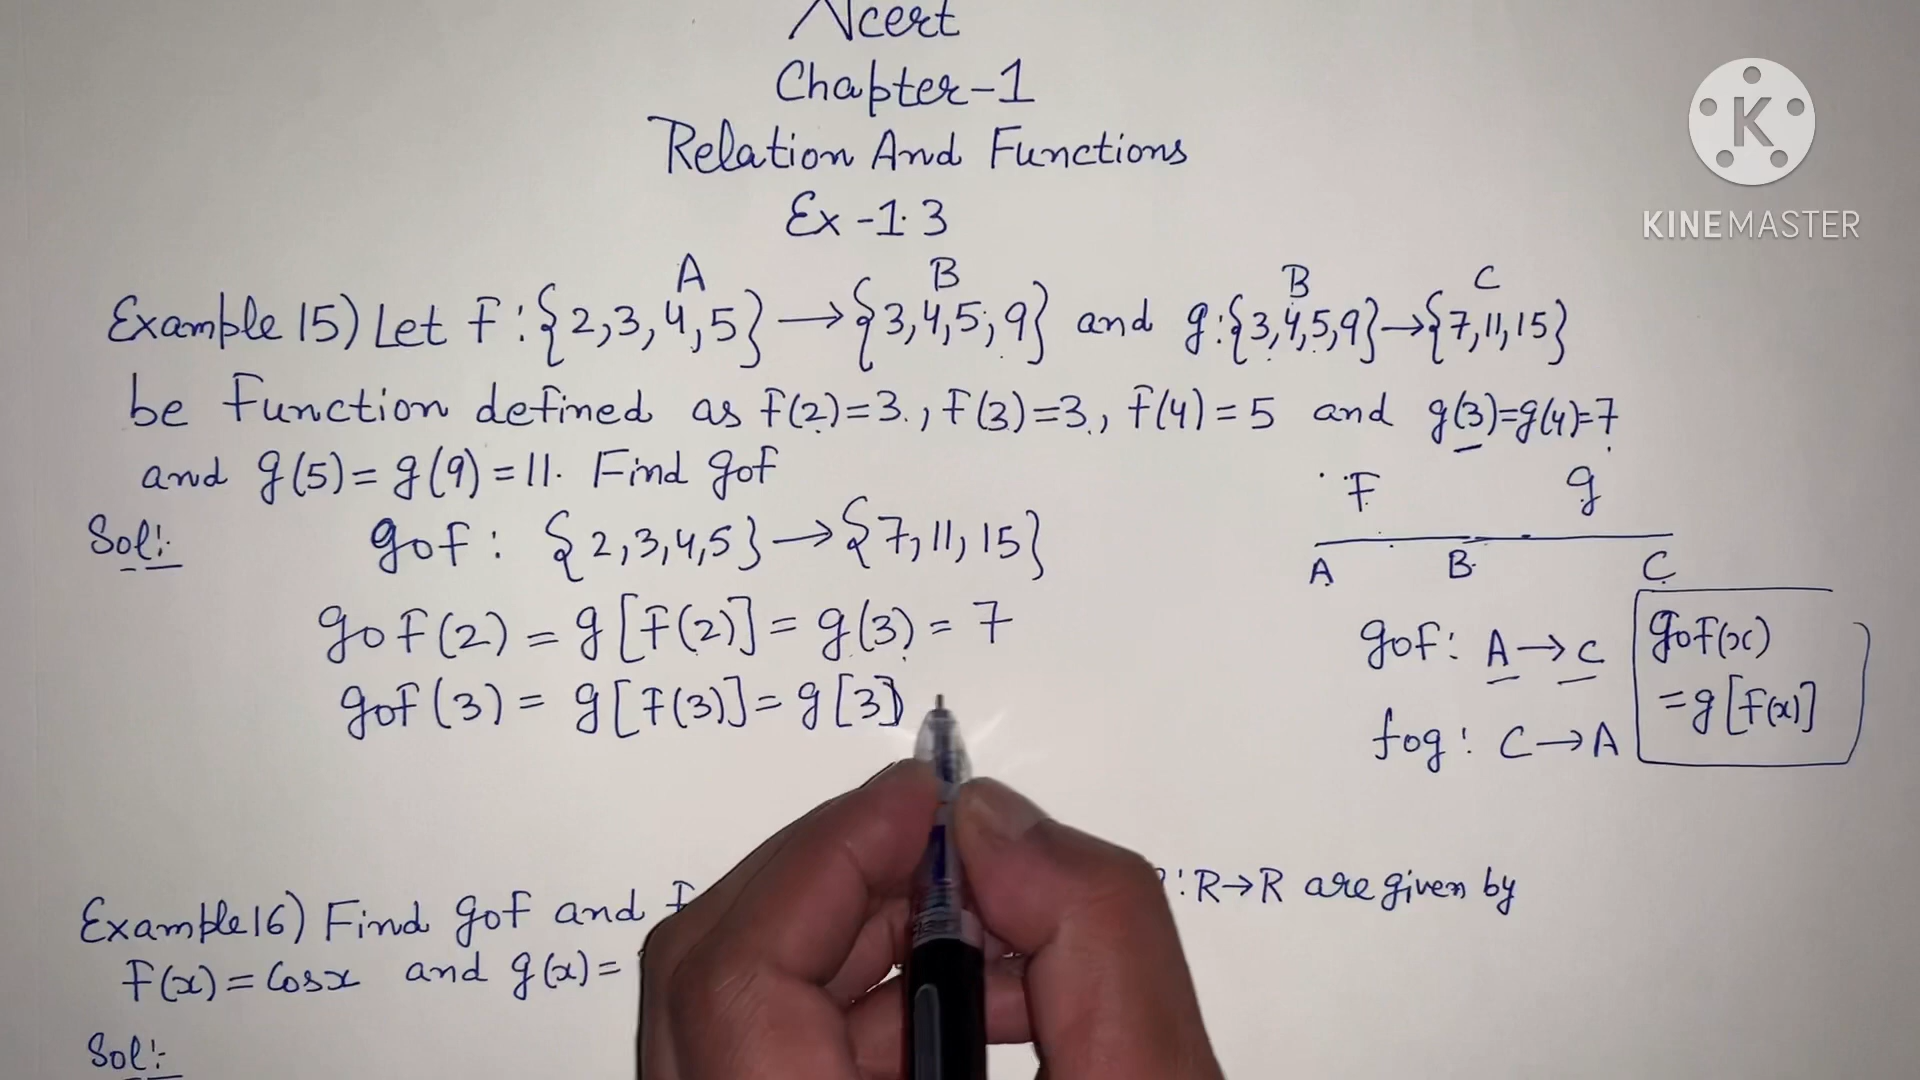 Ncert
Chapter-1
Relation And Functions
Ex-1.3
A B B C
Example 15) Let F:{2,3,4,5}→{3,4,5,9} and g:{3,4,5,9}→{7,11,15}
be Function defined as F(2)=3, F(3)=3, F(4)=5 and g(3)=g(4)=7
and g(5)=g(9)=11. Find gof
Sol:- gof: {2,3,4,5}→{7,11,15}
gof(2)=g[F(2)]=g(3)=7
gof(3)=g[F(3)]=g[3]
F g
A B C
gof: A→C
fog: C→A
gof(x)
=g[F(x)]
Example 16) Find gof and :R→R are given by
F(x)=Cosx and g(x)=
Sol:-
K
KINEMASTER